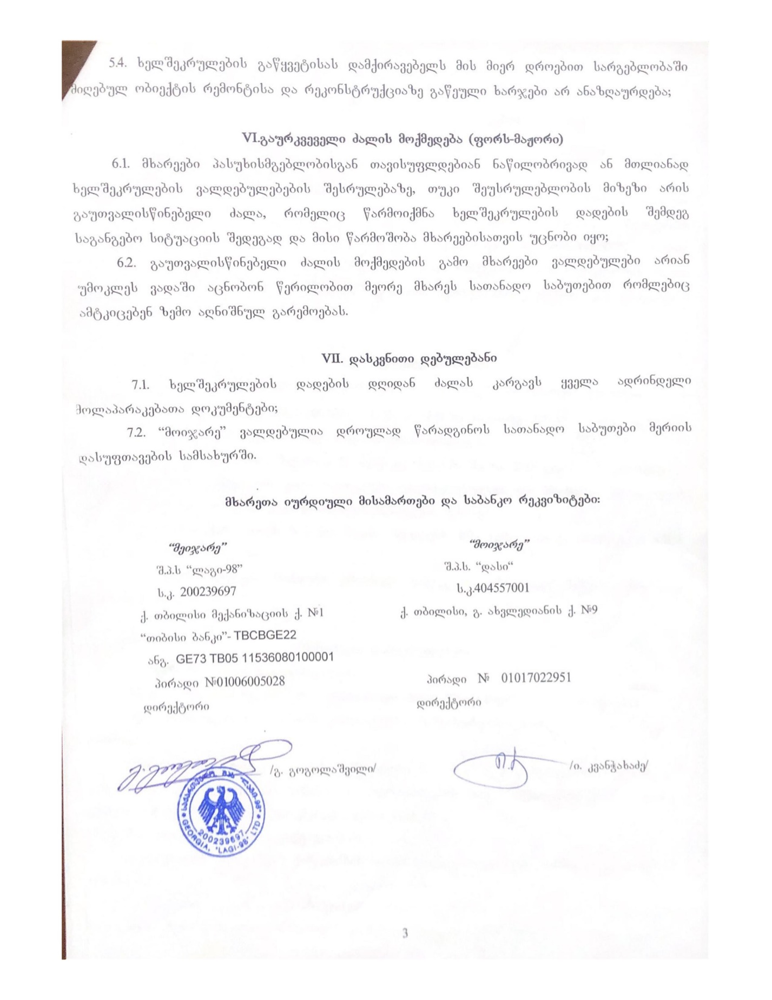 5.4. ხელშეკრულების გაწყვეტისას დამქირავებელს მის მიერ დროებით სარგებლობაში
მიღებულ ობიექტის რემონტისა და რეკონსტრუქციაზე გაწეული ხარჯები არ ანაზღაურდება;
VI.გაურკვეველი ძალის მოქმედება (ფორს-მაჟორი)
6.1. მხარეები პასუხისმგებლობისგან თავისუფლდებიან ნაწილობრივად ან მთლიანად
ხელშეკრულების ვალდებულებების შესრულებაზე, თუკი შეუსრულებლობის მიზეზი არის
გაუთვალისწინებელი ძალა, რომელიც წარმოიქმნა ხელშეკრულების დადების შემდეგ
საგანგებო სიტუაციის შედეგად და მისი წარმოშობა მხარეებისათვის უცნობი იყო;
6.2. გაუთვალისწინებელი ძალის მოქმედების გამო მხარეები ვალდებულები არიან
უმოკლეს ვადაში აცნობონ წერილობით მეორე მხარეს სათანადო საბუთებით რომლებიც
ამტკიცებენ ზემო აღნიშნულ გარემოებას.
VII. დასკვნითი დებულებანი
7.1. ხელშეკრულების დადების დღიდან ძალას კარგავს ყველა ადრინდელი
მოლაპარაკებათა დოკუმენტები;
7.2. “მოიჯარე” ვალდებულია დროულად წარადგინოს სათანადო საბუთები მერიის
დასუფთავების სამსახურში.
მხარეთა იურდიული მისამართები და საბანკო რეკვიზიტები:
“მეიჯარე”
შ.პ.ს “ლაგი-98”
ს.კ. 200239697
ქ. თბილისი მექანიზაციის ქ. №1
“თიბისი ბანკი”- TBCBGE22
ანგ. GE73 TB05 11536080100001
პირადი №01006005028
დირექტორი
/გ. გოგოლაშვილი/
“მოიჯარე”
შ.პ.ს. “დასი“
ს.კ.404557001
ქ. თბილისი, გ. ახვლედიანის ქ. №9
პირადი № 01017022951
დირექტორი
/ი. კვანჭახაძე/
საქართველო, შპს "ლაგი-98"
200239697
GEORGIA, "LAGI-98" LTD
3